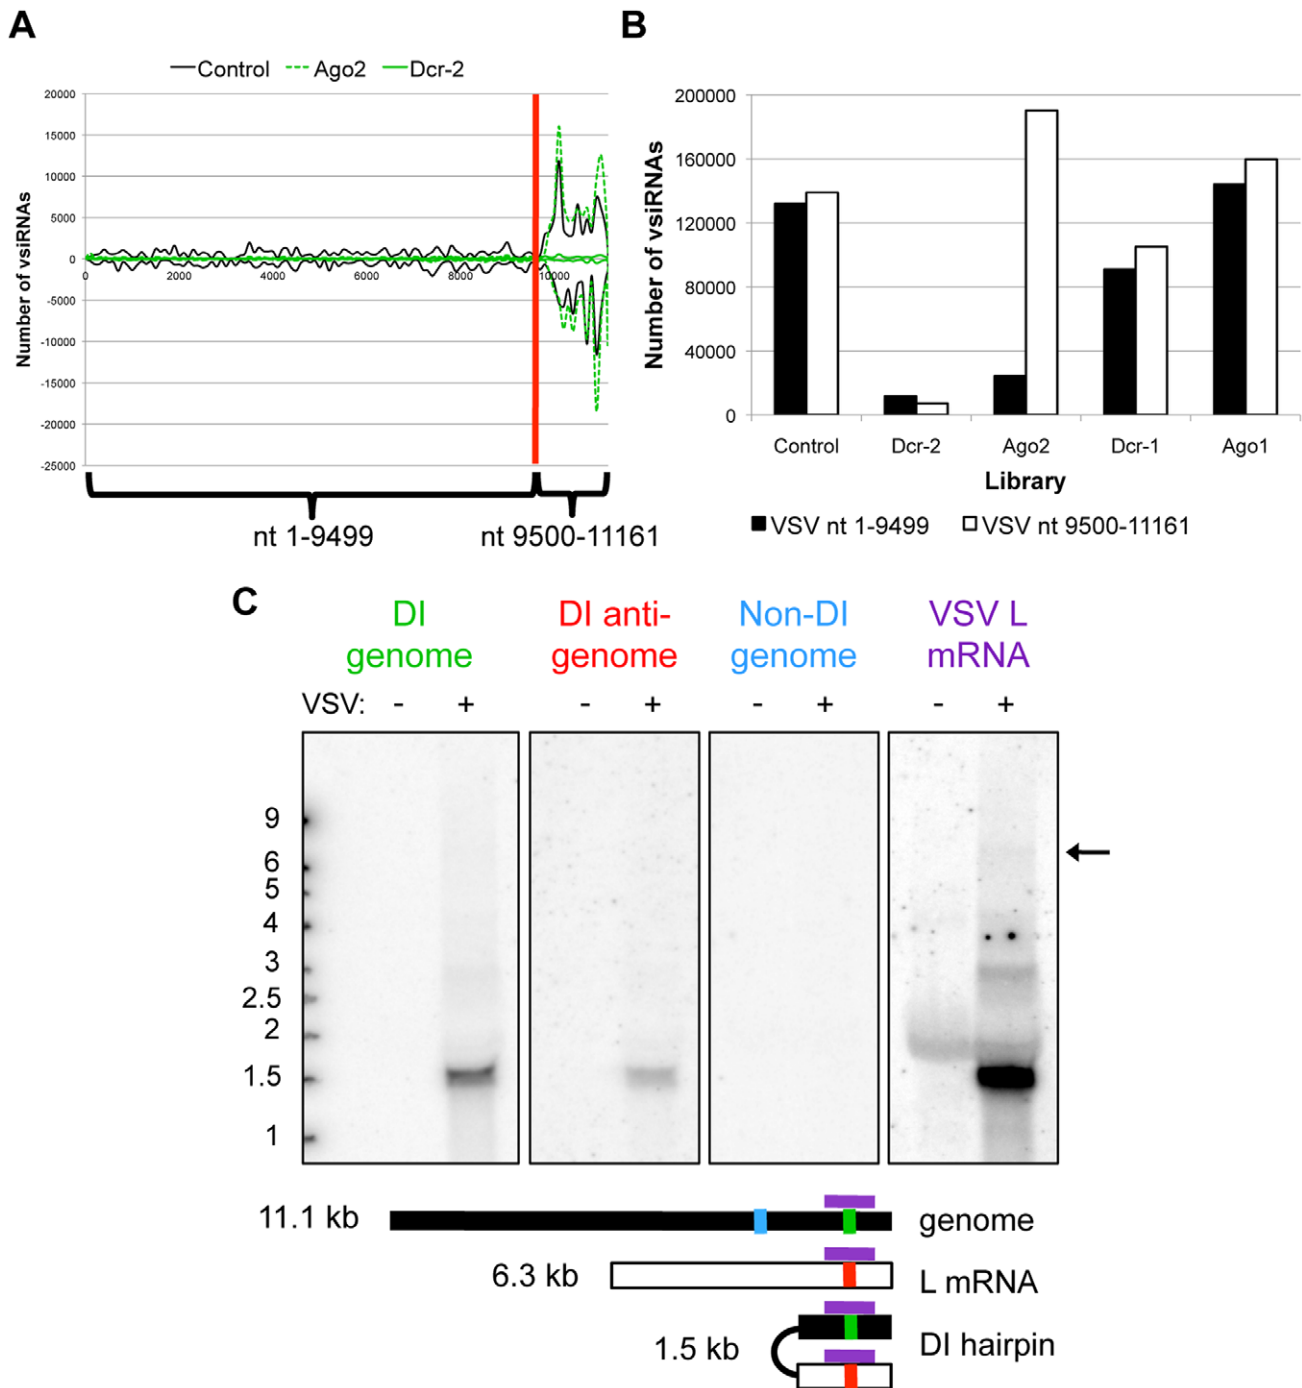 A
Control Ago2 Dcr-2
Number of vsiRNAs
20000
15000
10000
5000
0
-5000
-10000
-15000
-20000
-25000
0 2000 4000 6000 8000 10000
nt 1-9499 nt 9500-11161
B
Number of vsiRNAs
200000
160000
120000
80000
40000
0
Control Dcr-2 Ago2 Dcr-1 Ago1
Library
VSV nt 1-9499 VSV nt 9500-11161
C
DI genome
DI anti-genome
Non-DI genome
VSV L mRNA
VSV: - + - + - + - +
9
6
5
4
3
2.5
2
1.5
1
11.1 kb genome
6.3 kb L mRNA
1.5 kb DI hairpin